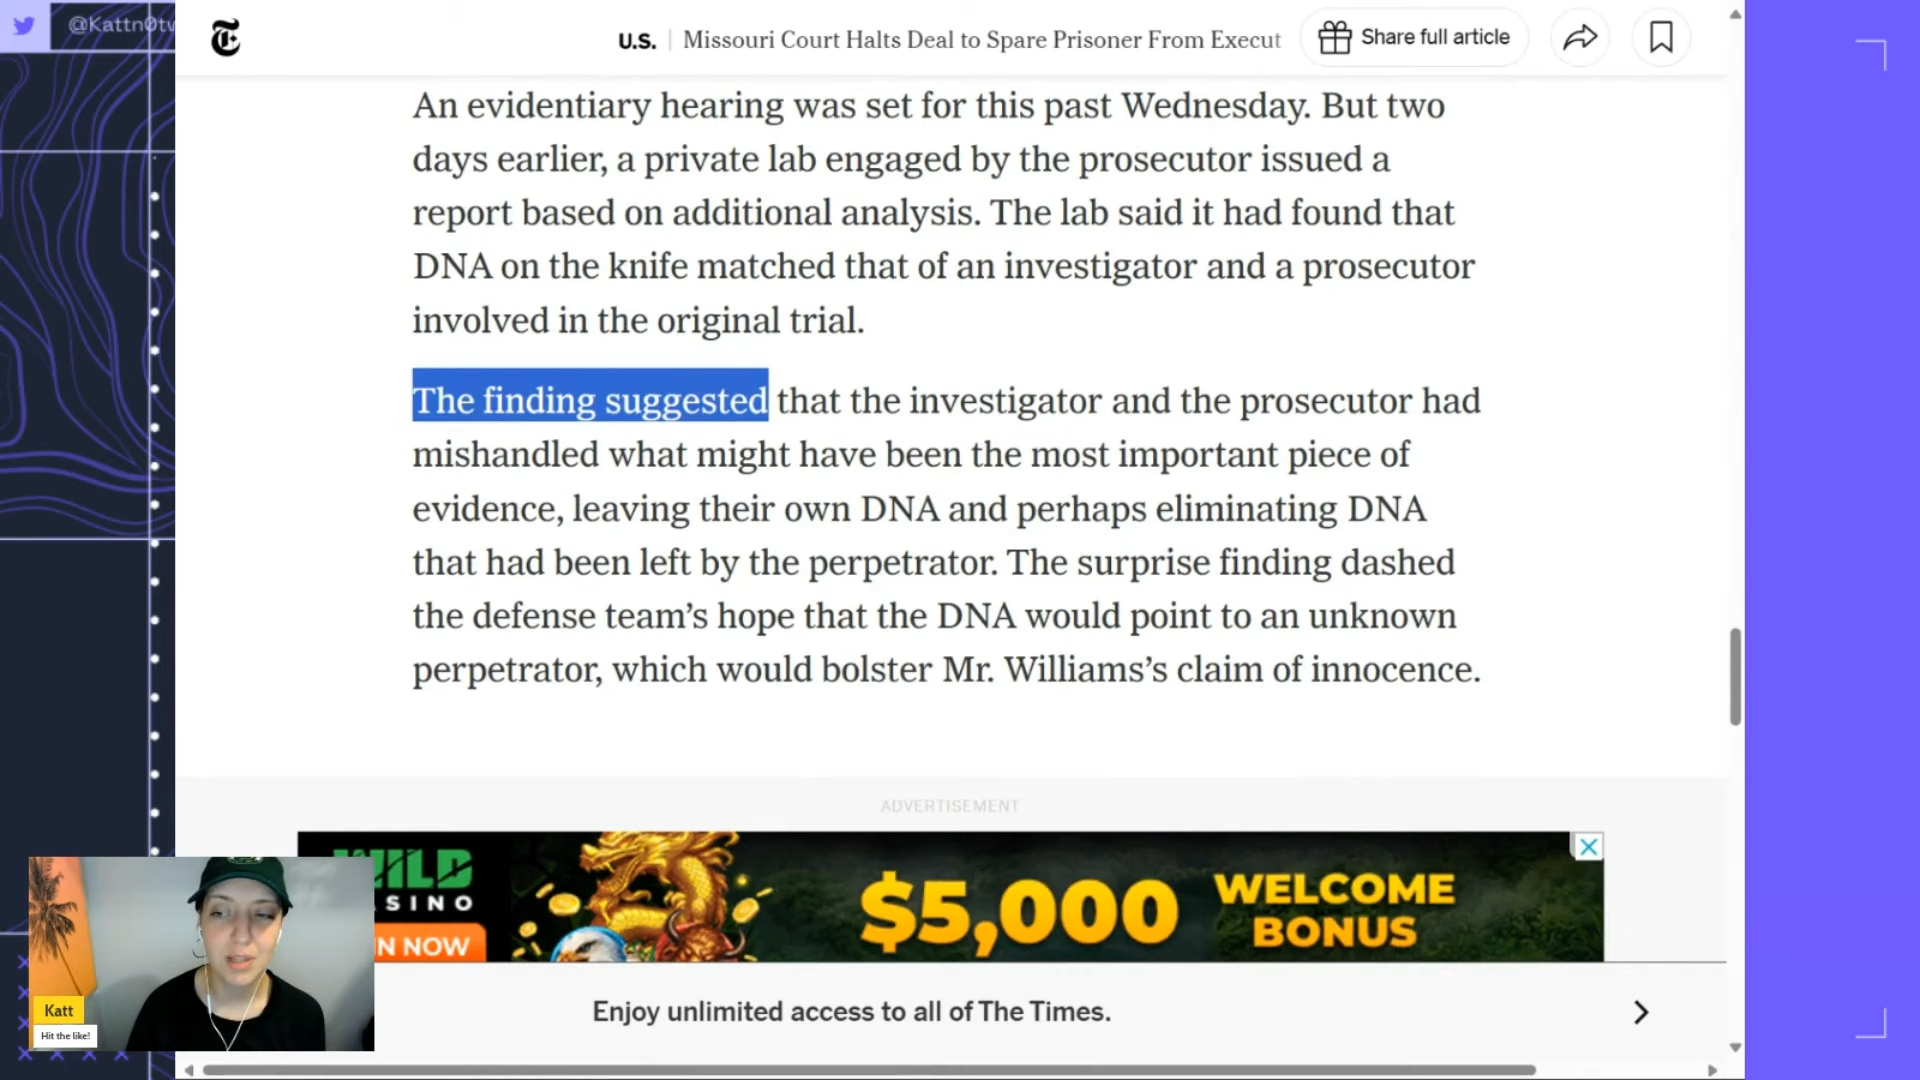 @Kattn0tw
U.S. | Missouri Court Halts Deal to Spare Prisoner From Execut
Share full article
An evidentiary hearing was set for this past Wednesday. But two
days earlier, a private lab engaged by the prosecutor issued a
report based on additional analysis. The lab said it had found that
DNA on the knife matched that of an investigator and a prosecutor
involved in the original trial.
The finding suggested that the investigator and the prosecutor had
mishandled what might have been the most important piece of
evidence, leaving their own DNA and perhaps eliminating DNA
that had been left by the perpetrator. The surprise finding dashed
the defense team’s hope that the DNA would point to an unknown
perpetrator, which would bolster Mr. Williams’s claim of innocence.
ADVERTISEMENT
WILD
ASINO
IN NOW
$5,000
WELCOME
BONUS
Katt
Hit the like!
Enjoy unlimited access to all of The Times.